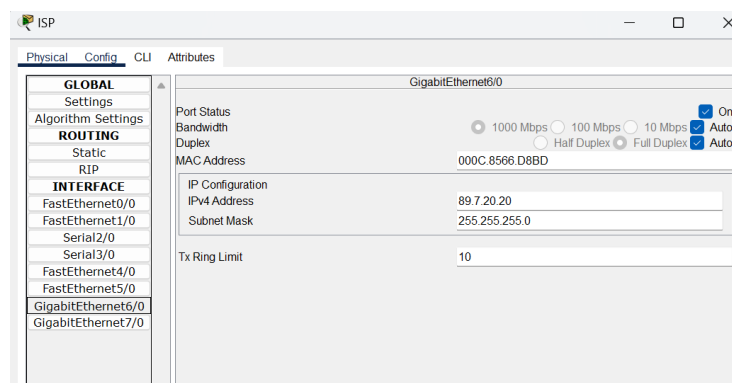 ISP
Physical Config CLI Attributes
GLOBAL
Settings
Algorithm Settings
ROUTING
Static
RIP
INTERFACE
FastEthernet0/0
FastEthernet1/0
Serial2/0
Serial3/0
FastEthernet4/0
FastEthernet5/0
GigabitEthernet6/0
GigabitEthernet7/0
GigabitEthernet6/0
Port Status On
Bandwidth 1000 Mbps 100 Mbps 10 Mbps Auto
Duplex Half Duplex Full Duplex Auto
MAC Address 000C.8566.D8BD
IP Configuration
IPv4 Address 89.7.20.20
Subnet Mask 255.255.255.0
Tx Ring Limit 10